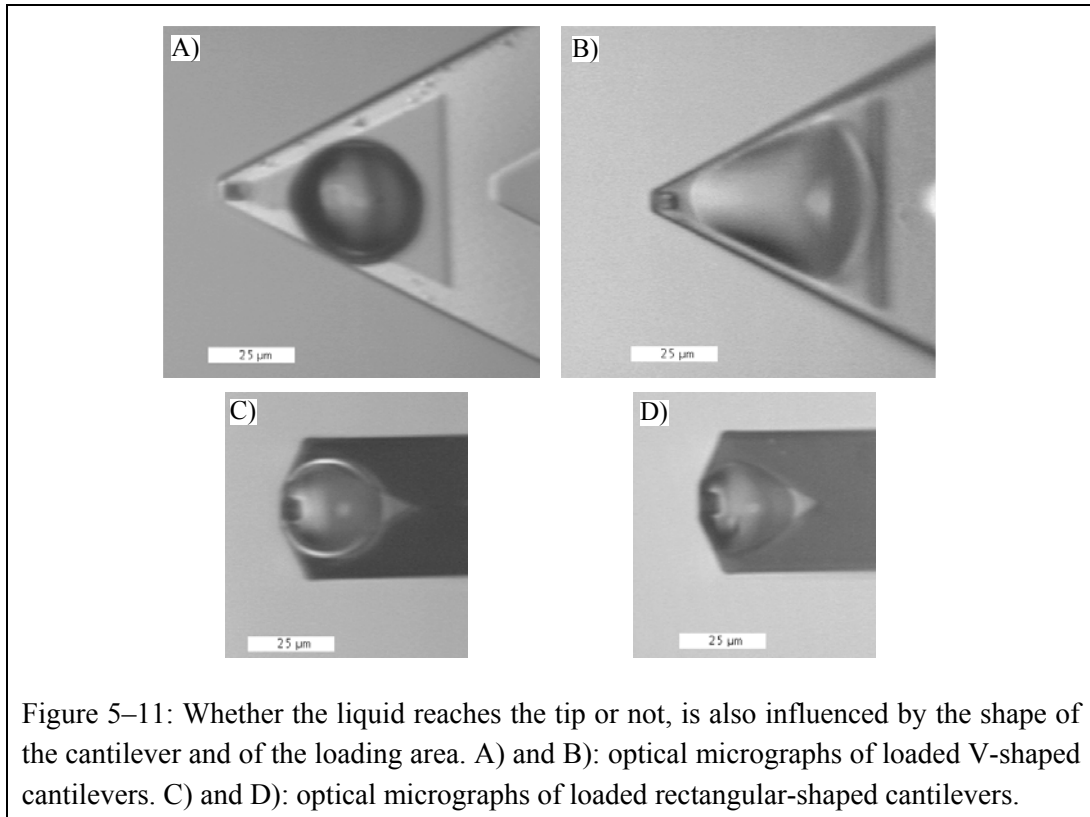 A)
B)
25 µm
25 µm
C)
D)
25 µm
25 µm
Figure 5–11: Whether the liquid reaches the tip or not, is also influenced by the shape of
the cantilever and of the loading area. A) and B): optical micrographs of loaded V-shaped
cantilevers. C) and D): optical micrographs of loaded rectangular-shaped cantilevers.